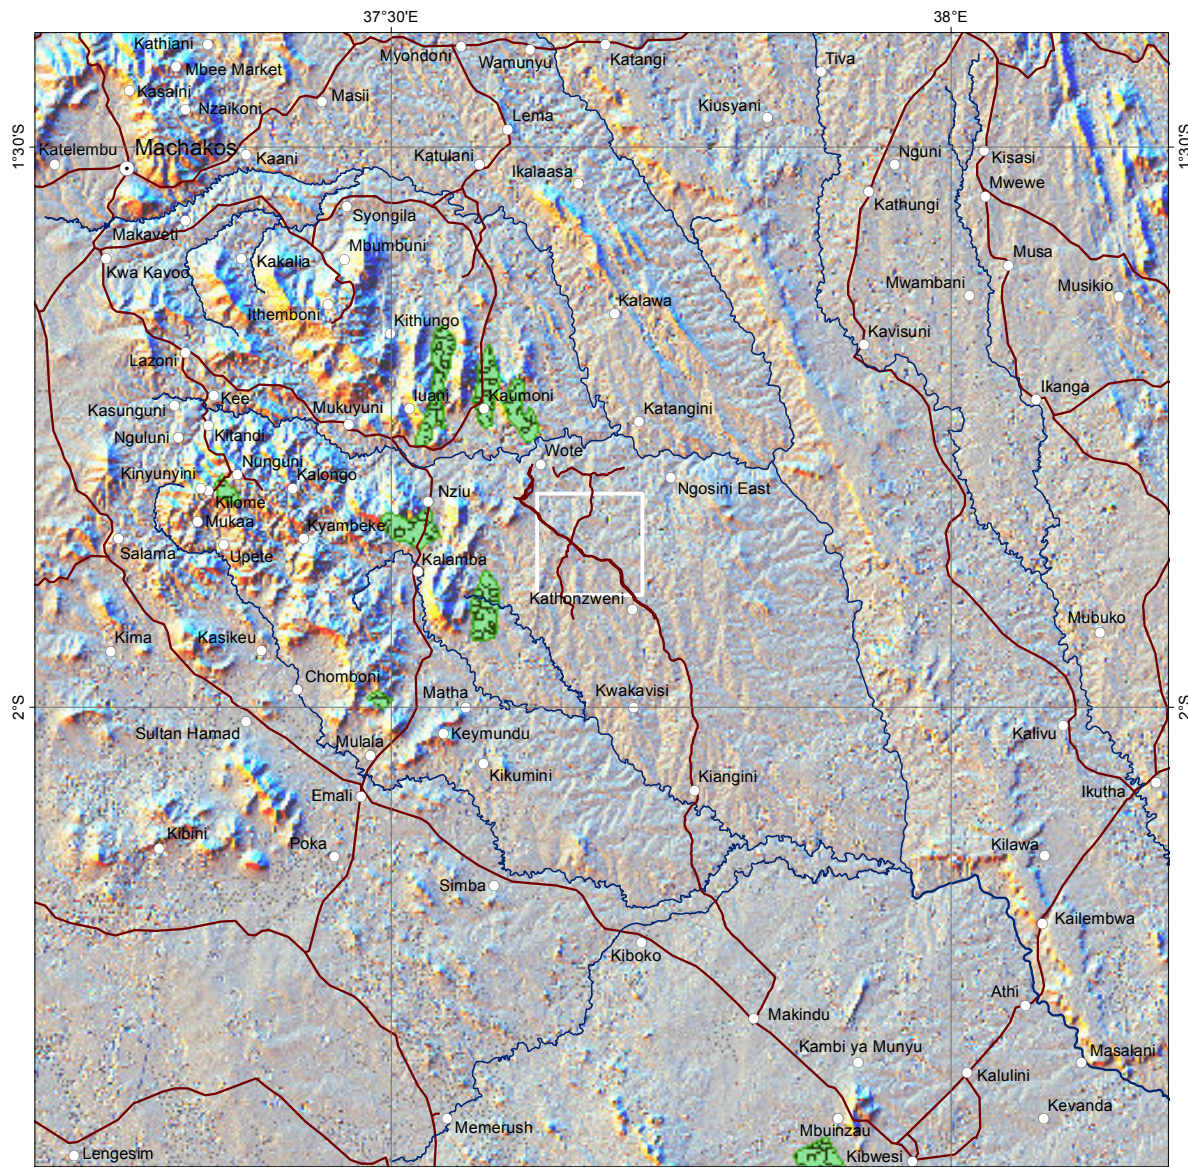 37°30'E
38°E
Kathiani
Myondoni
Wamunyu
Katangi
Tiva
Mbee Market
Kasaini
Nzaikoni
Masii
Kiusyani
Lema
1°30'S
1°30'S
Katelembu
Machakos
Kaani
Katulani
Ikalaasa
Nguni
Kisasi
Mwewe
Kathungi
Syongila
Makaveti
Mbumbuni
Kakalia
Kwa Kavoo
Musa
Mwambani
Musikio
Ithemboni
Kalawa
Kithungo
Kavisuni
Lazoni
Kee
Iuani
Kaumoni
Ikanga
Kasunguni
Mukuyuni
Katangini
Nguluni
Kitandi
Wote
Nunguni
Kinyunyini
Kalongo
Ngosini East
Kilome
Nziu
Mukaa
Kyambeke
Salama
Upete
Kalamba
Kathonzweni
Mubuko
Kima
Kasikeu
Chomboni
Matha
Kwakavisi
2°S
2°S
Sultan Hamad
Mulala
Keymundu
Kalivu
Kikumini
Kiangini
Emali
Ikutha
Kibini
Poka
Kilawa
Simba
Kailembwa
Kiboko
Athi
Makindu
Kambi ya Munyu
Masalani
Kalulini
Kevanda
Memerush
Mbuinzau
Lengesim
Kibwesi